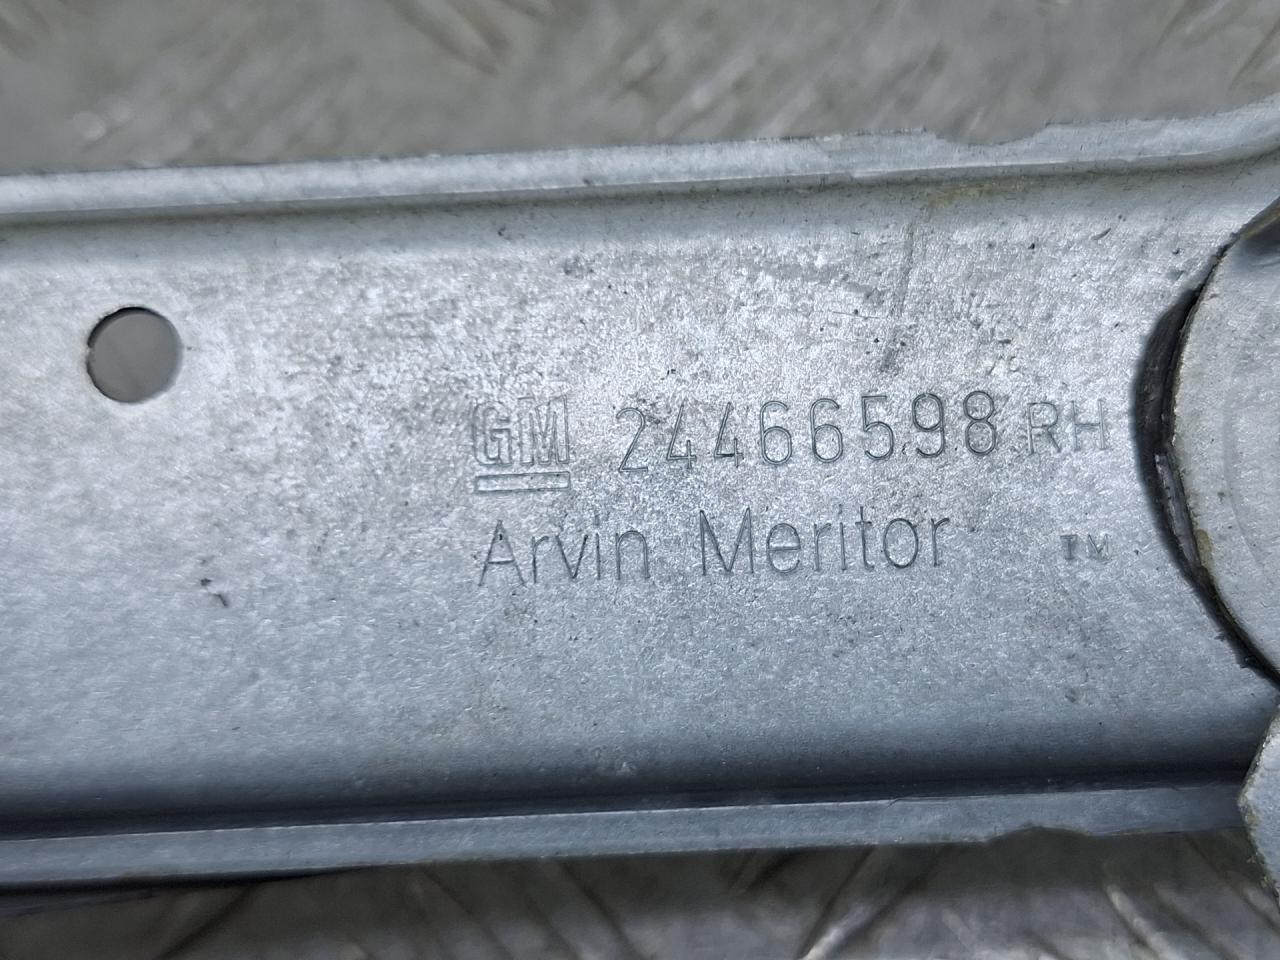 GM 24466598 RH
Arvin Meritor TM